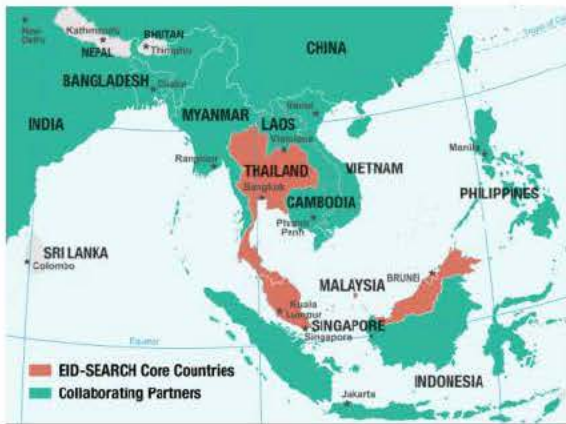 New
Delhi
Kathmandu
NEPAL
BHUTAN
Thimphu
CHINA
BANGLADESH
Dhaka
INDIA
MYANMAR
LAOS
Hanoi
Vientiane
Rangoon
THAILAND
Bangkok
VIETNAM
Manila
CAMBODIA
Phnom
Penh
PHILIPPINES
SRI LANKA
Colombo
MALAYSIA
BRUNEI
Kuala
Lumpur
SINGAPORE
Singapore
Equator
EID-SEARCH Core Countries
Collaborating Partners
INDONESIA
Jakarta